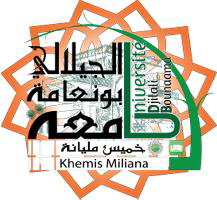 جامعة
الجيلالي
بونعامة
خميس مليانة
Université
Djilali
Bounaama
Khemis Miliana